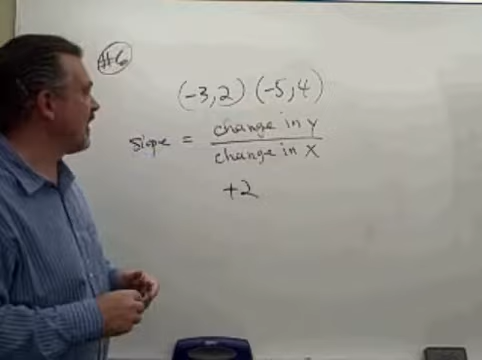 #6
(-3,2) (-5,4)
slope = change in y
change in x
+2